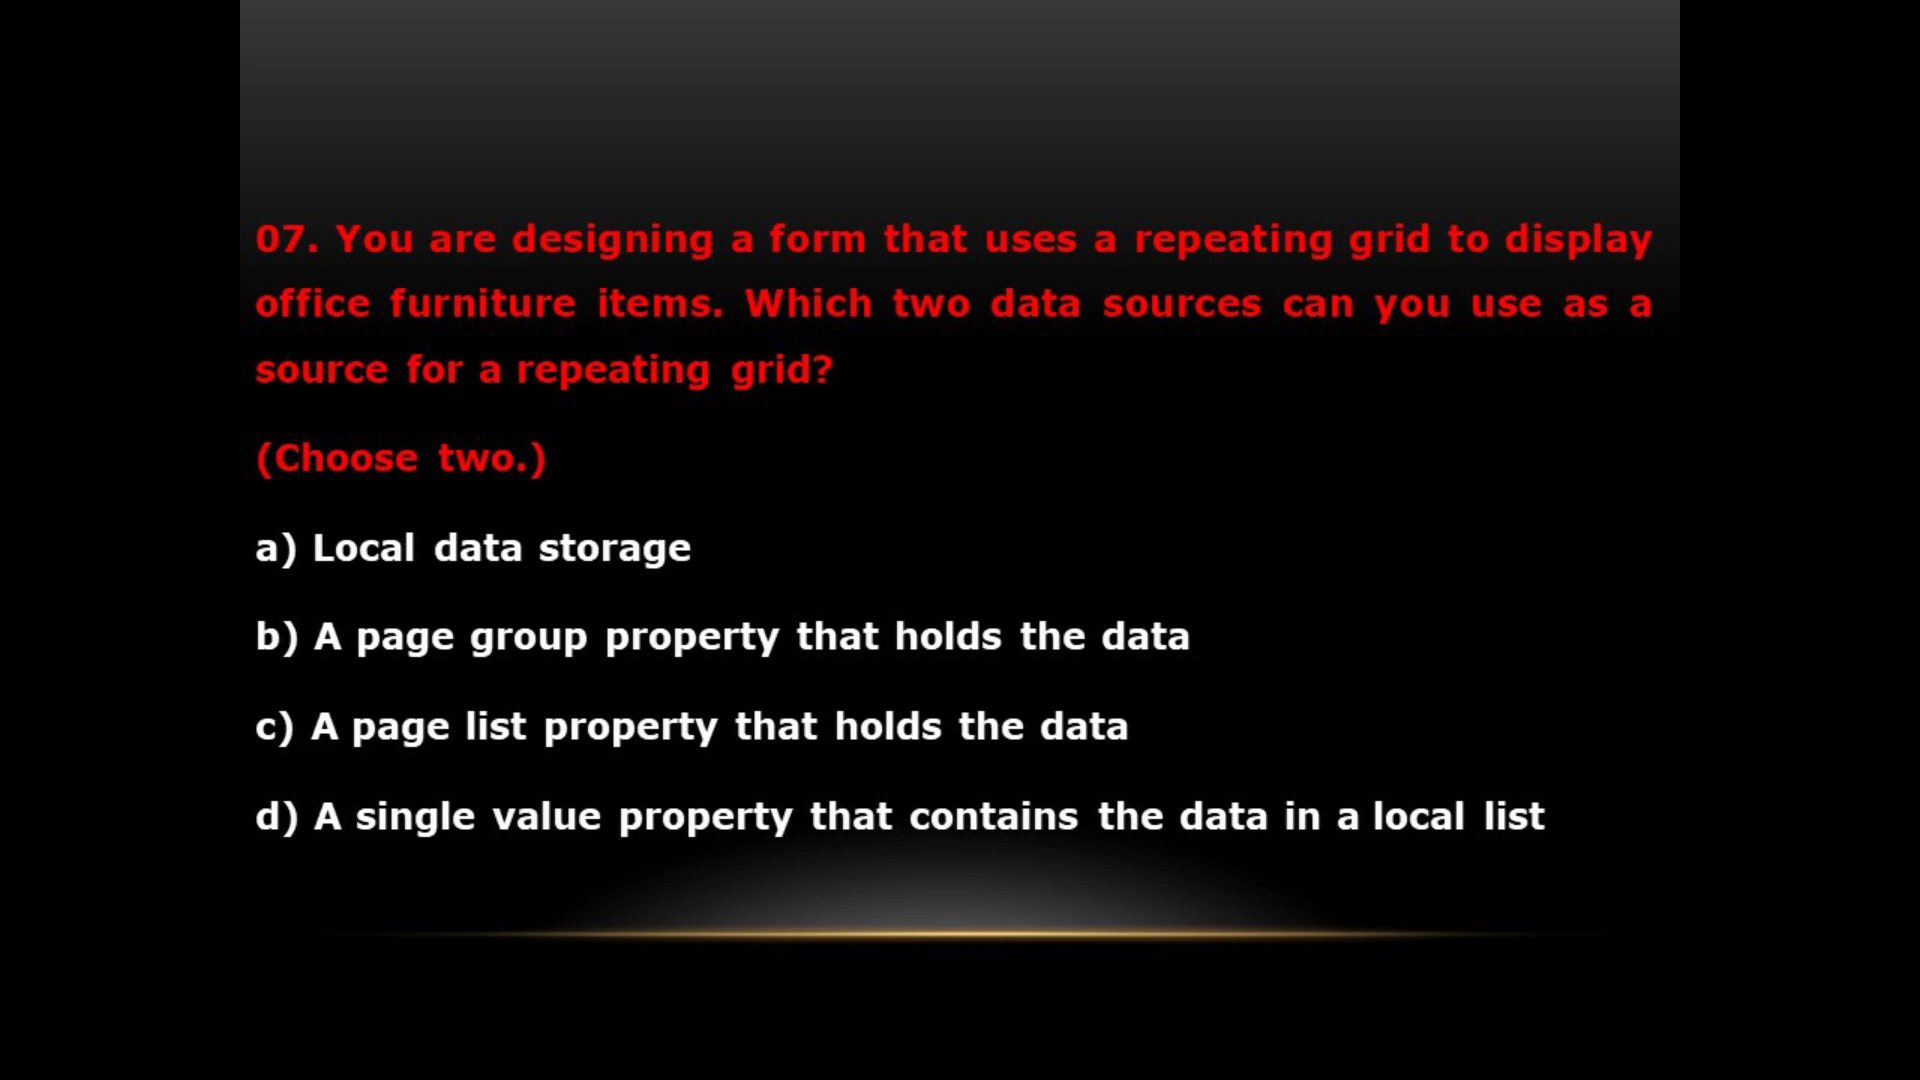 07. You are designing a form that uses a repeating grid to display
office furniture items. Which two data sources can you use as a
source for a repeating grid?
(Choose two.)
a) Local data storage
b) A page group property that holds the data
c) A page list property that holds the data
d) A single value property that contains the data in a local list